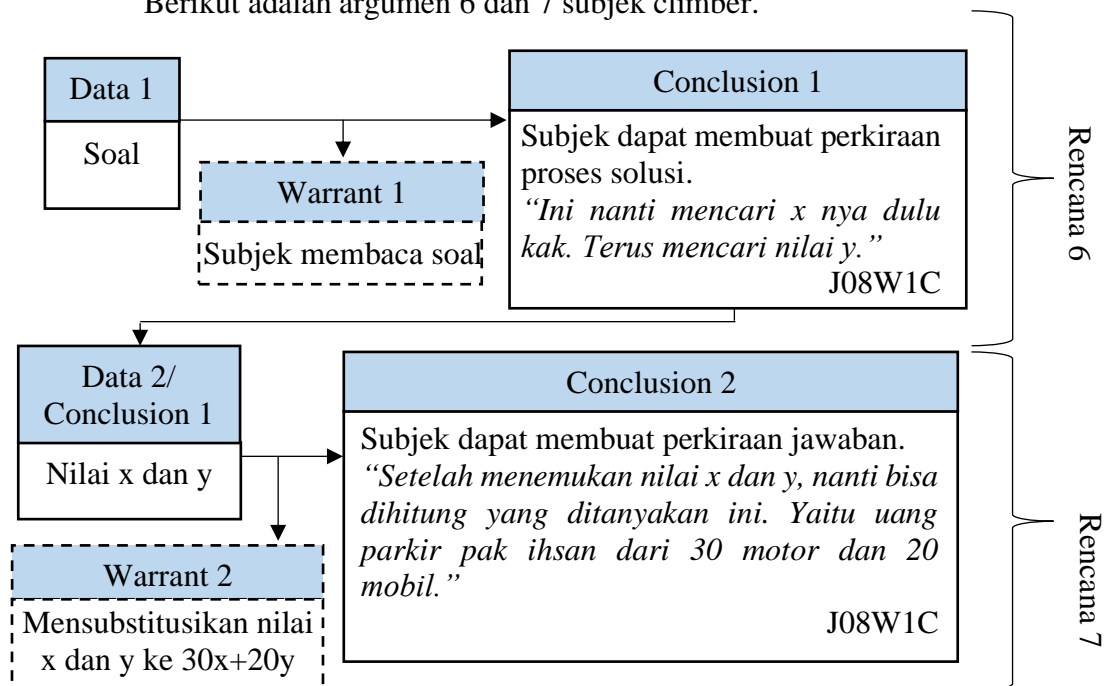 Berikut adalah argumen 6 dan 7 subjek climber.
Data 1
Soal
Warrant 1
Subjek membaca soal
Conclusion 1
Subjek dapat membuat perkiraan
proses solusi.
“Ini nanti mencari x nya dulu
kak. Terus mencari nilai y.”
J08W1C
Rencana 6
Data 2/
Conclusion 1
Nilai x dan y
Warrant 2
Mensubstitusikan nilai
x dan y ke 30x+20y
Conclusion 2
Subjek dapat membuat perkiraan jawaban.
“Setelah menemukan nilai x dan y, nanti bisa
dihitung yang ditanyakan ini. Yaitu uang
parkir pak ihsan dari 30 motor dan 20
mobil.”
J08W1C
Rencana 7